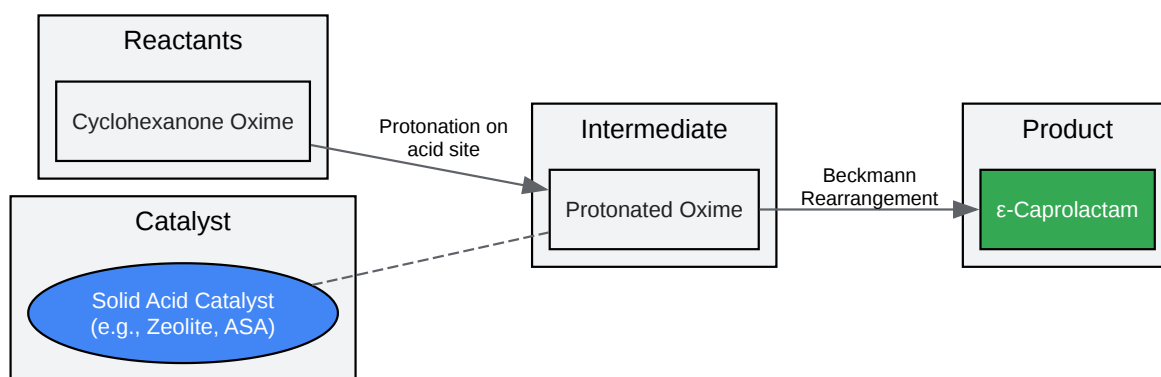 Reactants
Cyclohexanone Oxime
Protonation on
acid site
Catalyst
Solid Acid Catalyst
(e.g., Zeolite, ASA)
Intermediate
Protonated Oxime
Beckmann
Rearrangement
Product
ε-Caprolactam